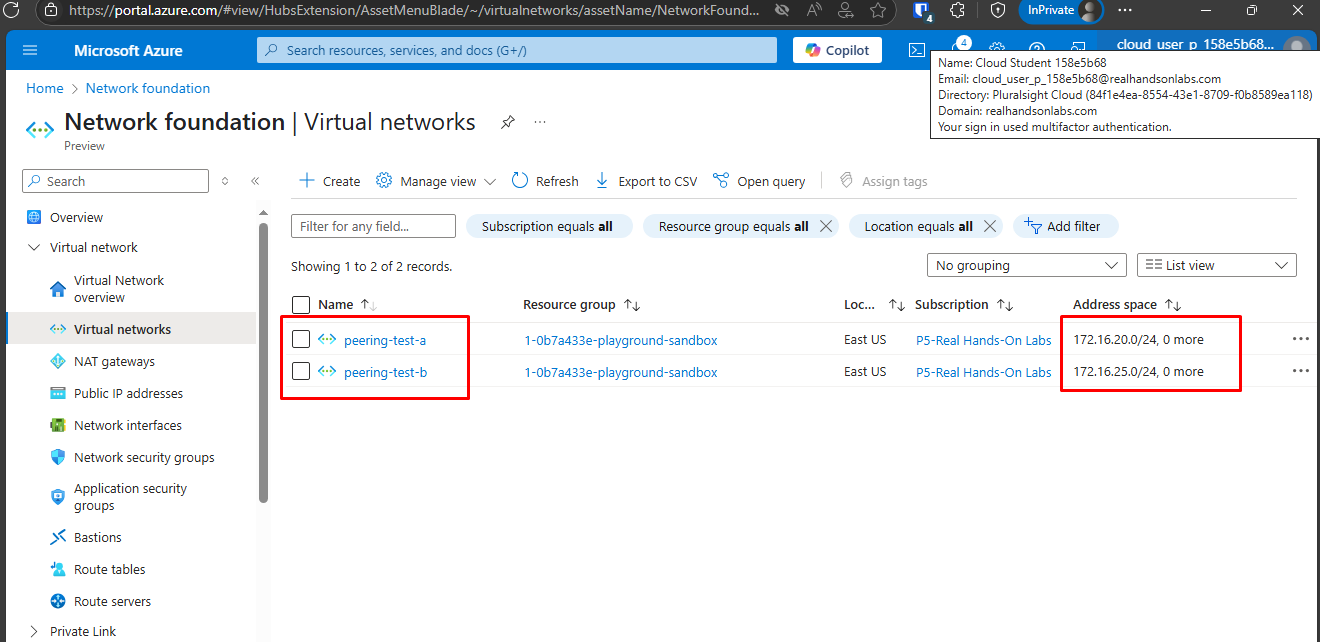 https://portal.azure.com/#view/HubsExtension/AssetMenuBlade/~/virtualnetworks/assetName/NetworkFound...
4
InPrivate
Microsoft Azure
Search resources, services, and docs (G+/)
Copilot
4
cloud_user_p_158e5b68...
Name: Cloud Student 158e5b68
Email: cloud_user_p_158e5b68@realhandsonlabs.com
Directory: Pluralsight Cloud (84f1e4ea-8554-43e1-8709-f0b8589ea118)
Domain: realhandsonlabs.com
Your sign in used multifactor authentication.
Home > Network foundation
Network foundation | Virtual networks
Preview
Search
Create Manage view Refresh Export to CSV Open query Assign tags
Filter for any field... Subscription equals all Resource group equals all Location equals all Add filter
Showing 1 to 2 of 2 records.
No grouping List view
Name Resource group Loc... Subscription Address space
peering-test-a 1-0b7a433e-playground-sandbox East US P5-Real Hands-On Labs 172.16.20.0/24, 0 more
peering-test-b 1-0b7a433e-playground-sandbox East US P5-Real Hands-On Labs 172.16.25.0/24, 0 more
Overview
Virtual network
Virtual Network
overview
Virtual networks
NAT gateways
Public IP addresses
Network interfaces
Network security groups
Application security
groups
Bastions
Route tables
Route servers
Private Link